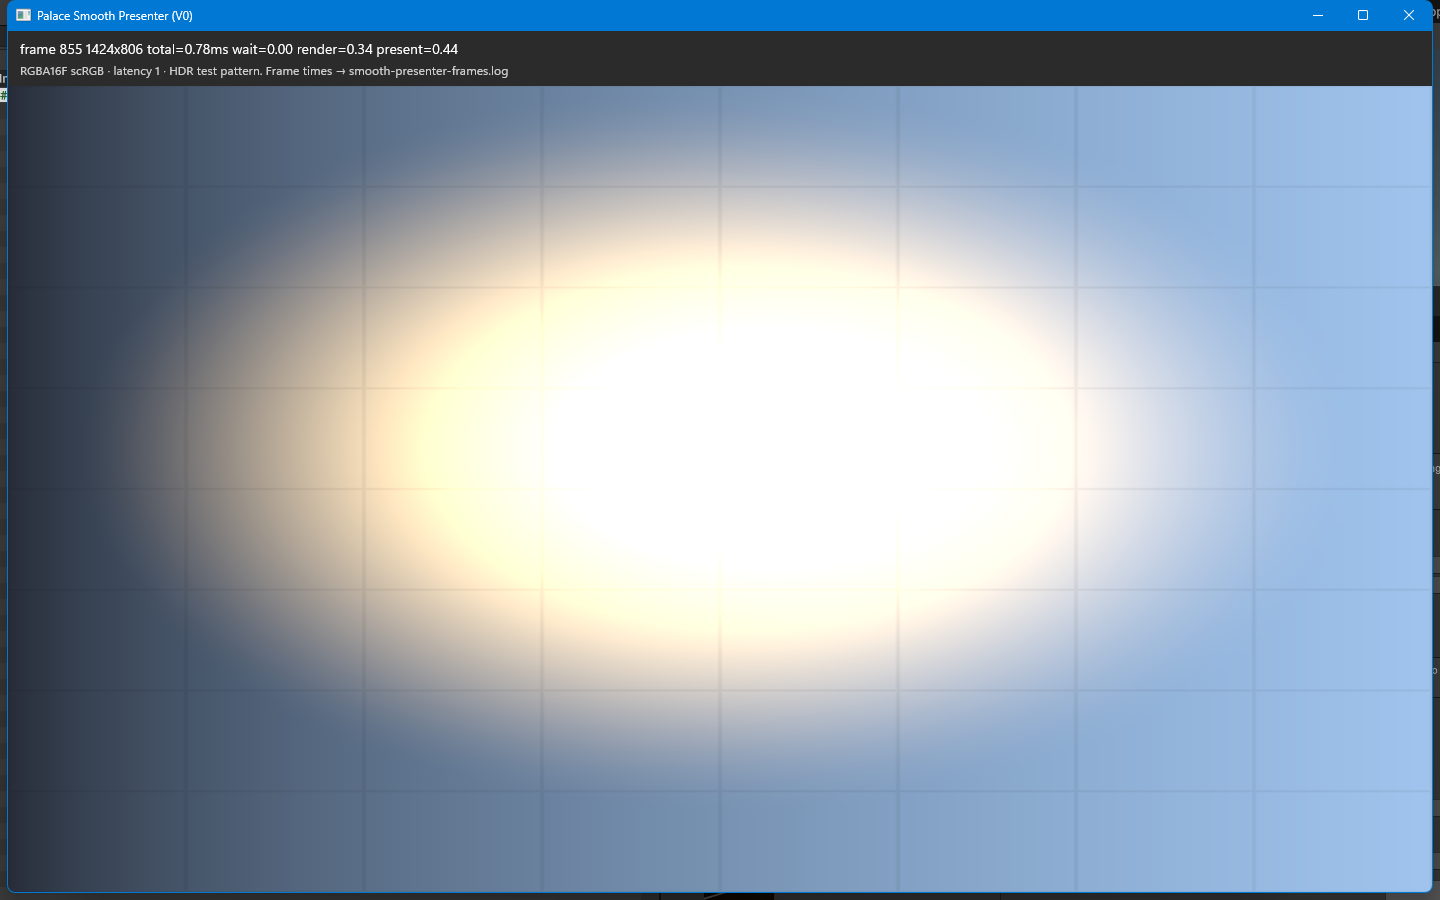 Palace Smooth Presenter (V0)
frame 855 1424x806 total=0.78ms wait=0.00 render=0.34 present=0.44
RGBA16F scRGB · latency 1 · HDR test pattern. Frame times → smooth-presenter-frames.log